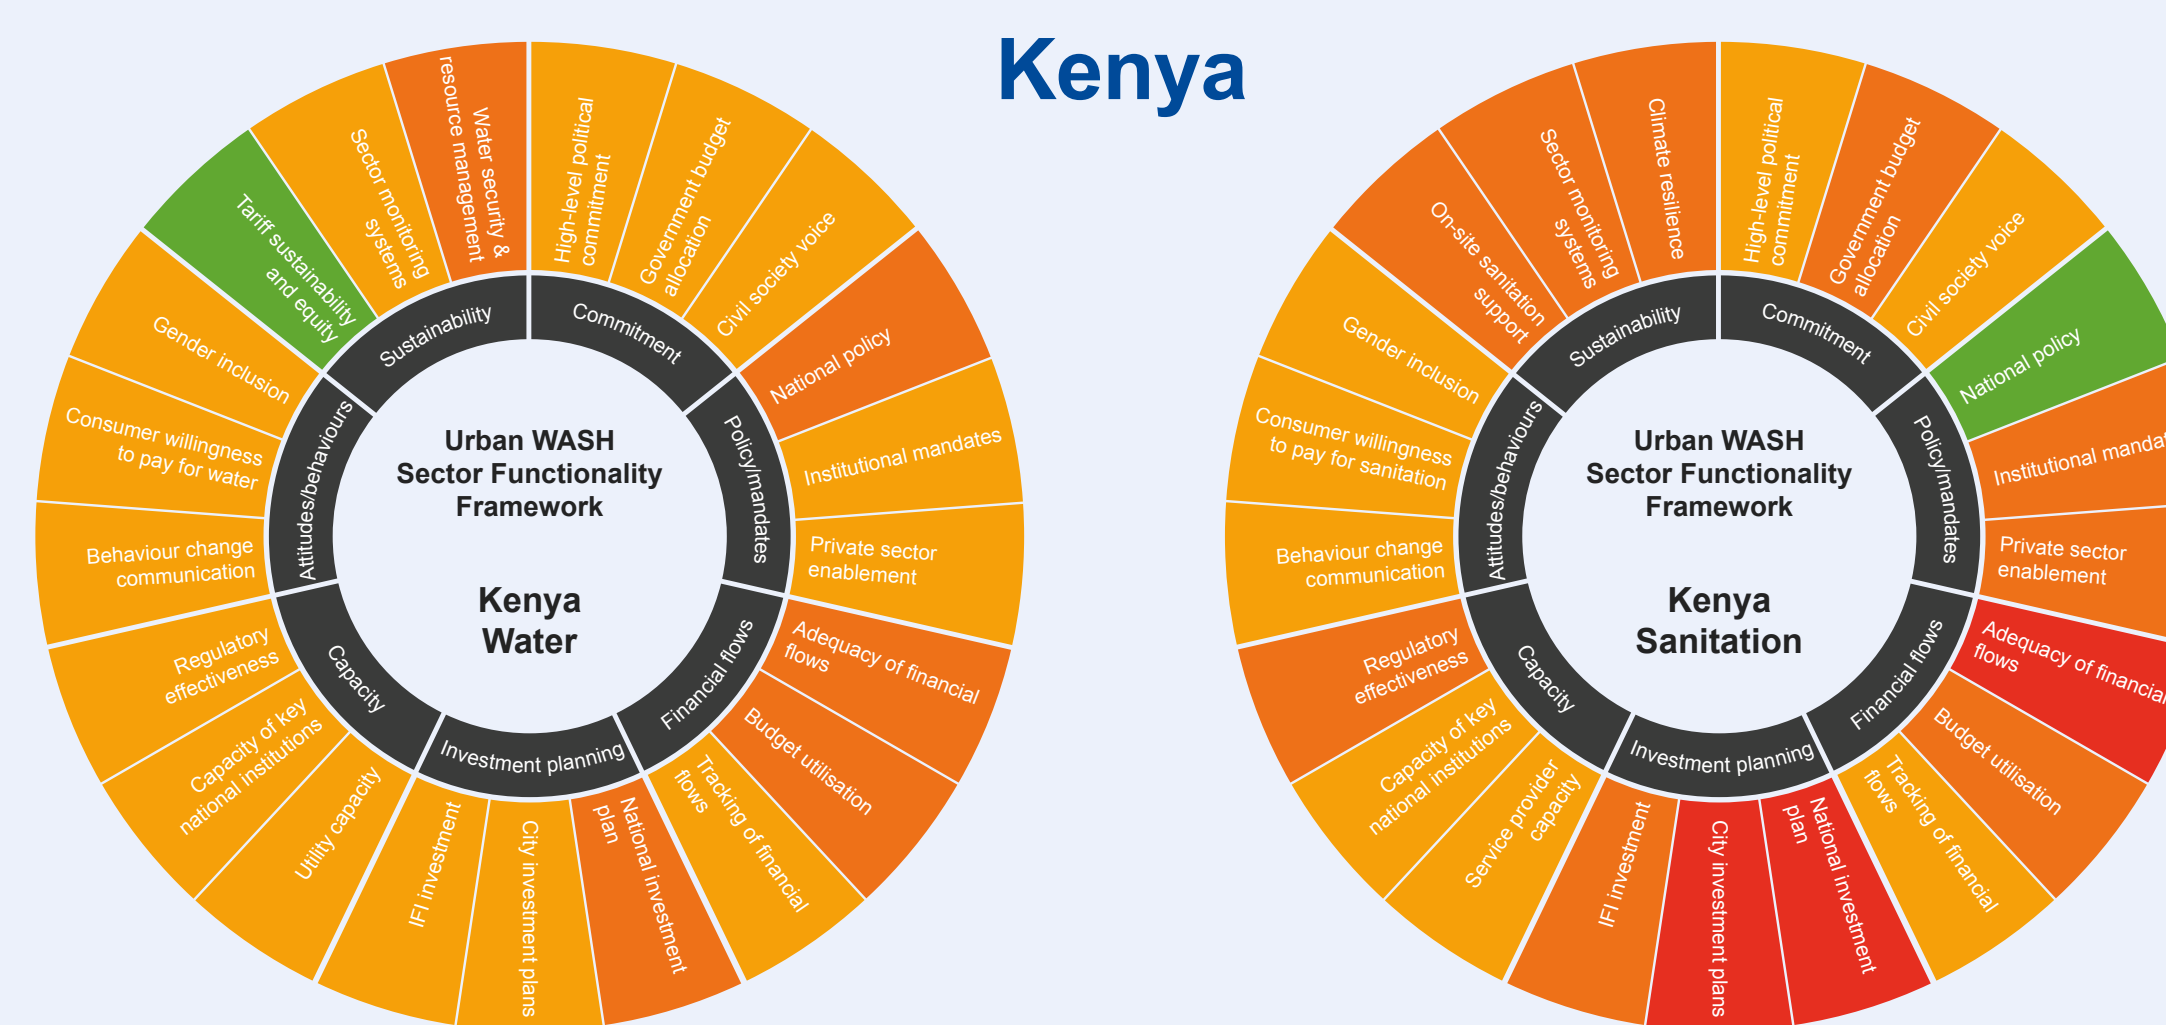 Kenya
Urban WASH
Sector Functionality
Framework
Kenya
Water
Commitment
High-level political
commitment
Government budget
allocation
Civil society voice
Policy/mandates
National policy
Institutional mandates
Private sector
enablement
Financial flows
Adequacy of financial
flows
Budget utilisation
Tracking of financial
flows
Investment planning
National investment
plan
City investment plans
IFI investment
Capacity
Utility capacity
Capacity of key
national institutions
Regulatory
effectiveness
Attitudes/behaviours
Behaviour change
communication
Consumer willingness
to pay for water
Gender inclusion
Sustainability
Tariff sustainability
and equity
Sector monitoring
systems
Water security &
resource management
Urban WASH
Sector Functionality
Framework
Kenya
Sanitation
Commitment
High-level political
commitment
Government budget
allocation
Civil society voice
Policy/mandates
National policy
Institutional
Private sector
enablement
Financial flows
Adequacy of financial
flows
Budget utilisation
Tracking of financial
flows
Investment planning
National investment
plan
City investment plans
IFI investment
Capacity
Service provider
capacity
Capacity of key
national institutions
Regulatory
effectiveness
Attitudes/behaviours
Behaviour change
communication
Consumer willingness
to pay for sanitation
Gender inclusion
Sustainability
On-site sanitation
support
Sector monitoring
systems
Climate resilience